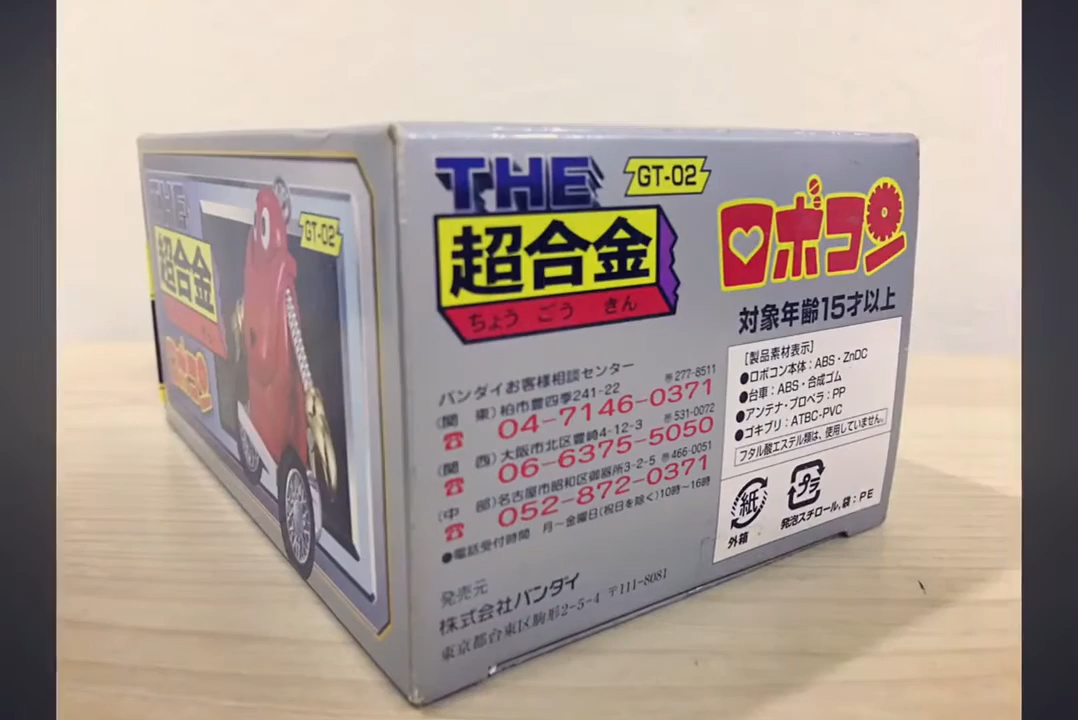 THE
超合金
GT-02
ロボコン
THE
GT-02
超合金
ちょう ごう きん
ロボコン
対象年齢15才以上
バンダイお客様相談センター
(関 東)柏市豊四季241-22 〒277-8511
☎ 04-7146-0371
(関 西)大阪市北区豊崎4-12-3 〒531-0072
☎ 06-6375-5050
(中 部)名古屋市昭和区御器所3-2-5 〒466-0051
☎ 052-872-0371
●電話受付時間 月〜金曜日(祝日を除く)10時〜16時
発売元
株式会社バンダイ
東京都台東区駒形2-5-4 〒111-8081
[製品素材表示]
●ロボコン本体:ABS・ZnDC
●台車:ABS・合成ゴム
●アンテナ・プロペラ:PP
●ゴキブリ:ATBC-PVC
フタル酸エステル類は、使用していません。
紙
外箱
プラ
発泡スチロール,袋:PE